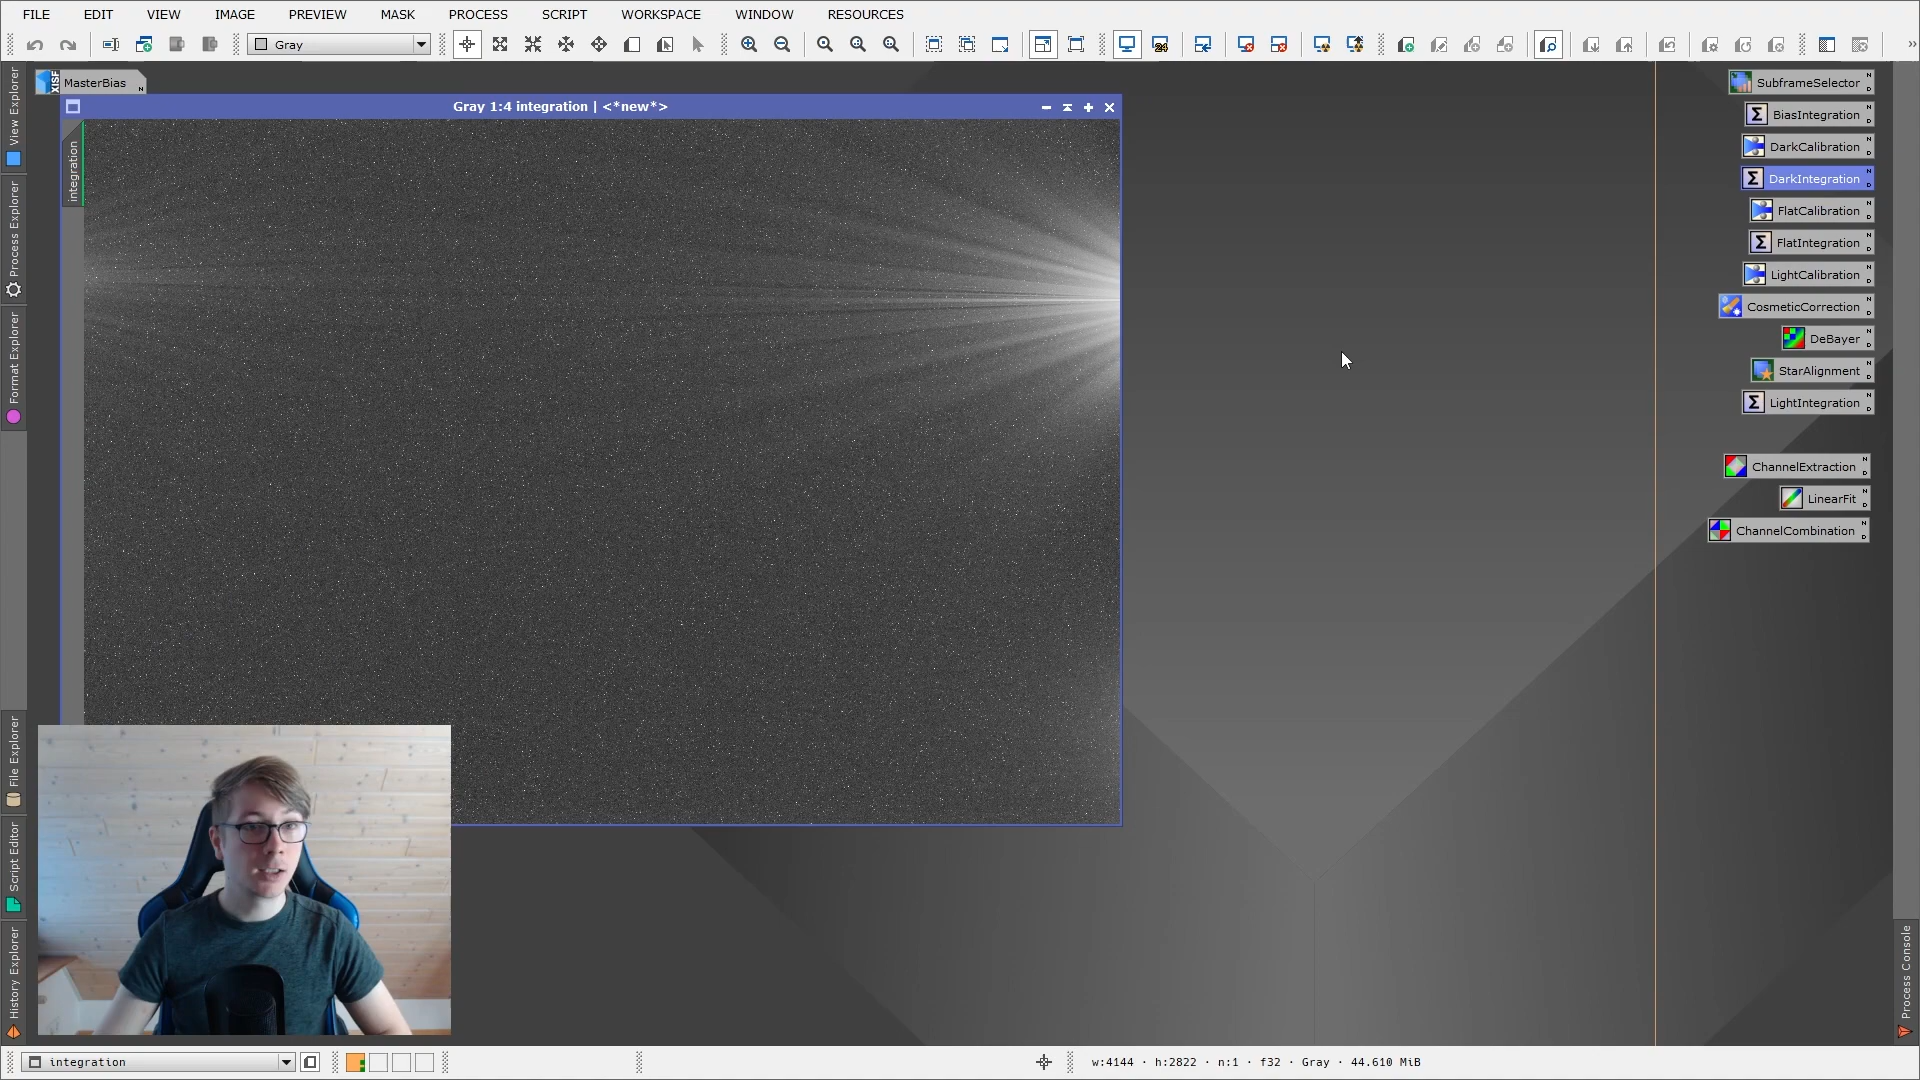 FILE EDIT VIEW IMAGE PREVIEW MASK PROCESS SCRIPT WORKSPACE WINDOW RESOURCES
Gray
24
MasterBias
XISF
Gray 1:4 integration | <*new*>
integration
View Explorer
Process Explorer
Format Explorer
File Explorer
Script Editor
History Explorer
SubframeSelector
BiasIntegration
DarkCalibration
DarkIntegration
FlatCalibration
FlatIntegration
LightCalibration
CosmeticCorrection
DeBayer
StarAlignment
LightIntegration
ChannelExtraction
LinearFit
ChannelCombination
Process Console
integration
w:4144 · h:2822 · n:1 · f32 · Gray · 44.610 MiB